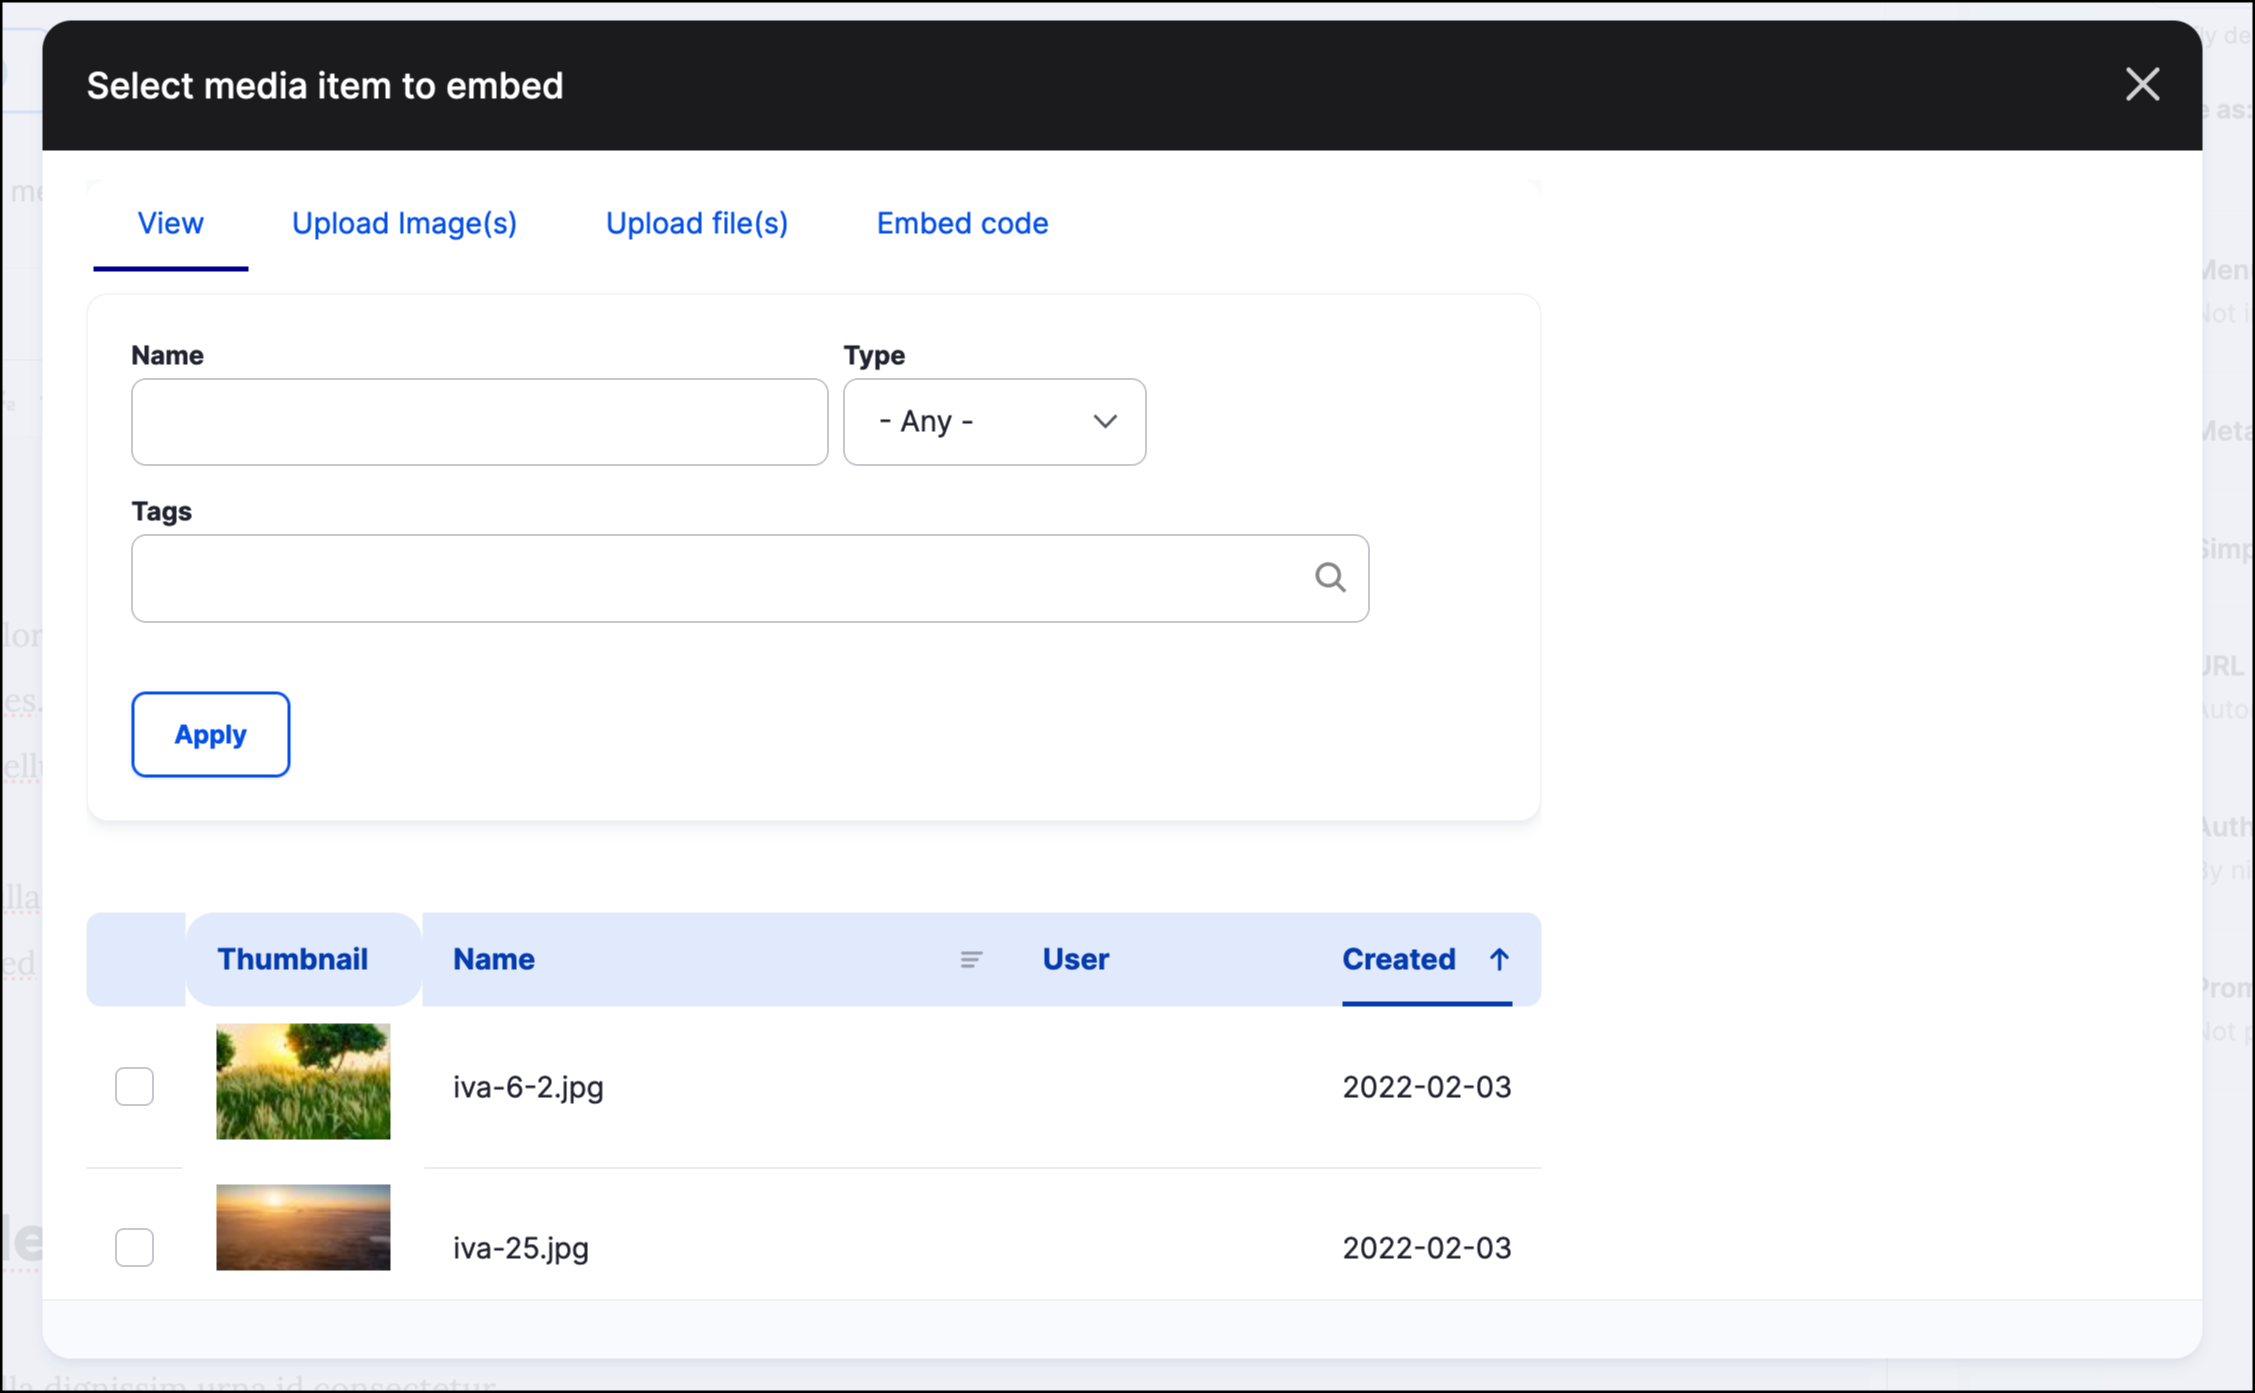 Select media item to embed
View Upload Image(s) Upload file(s) Embed code
Name Type
- Any -
Tags
Apply
Thumbnail Name User Created
iva-6-2.jpg 2022-02-03
iva-25.jpg 2022-02-03